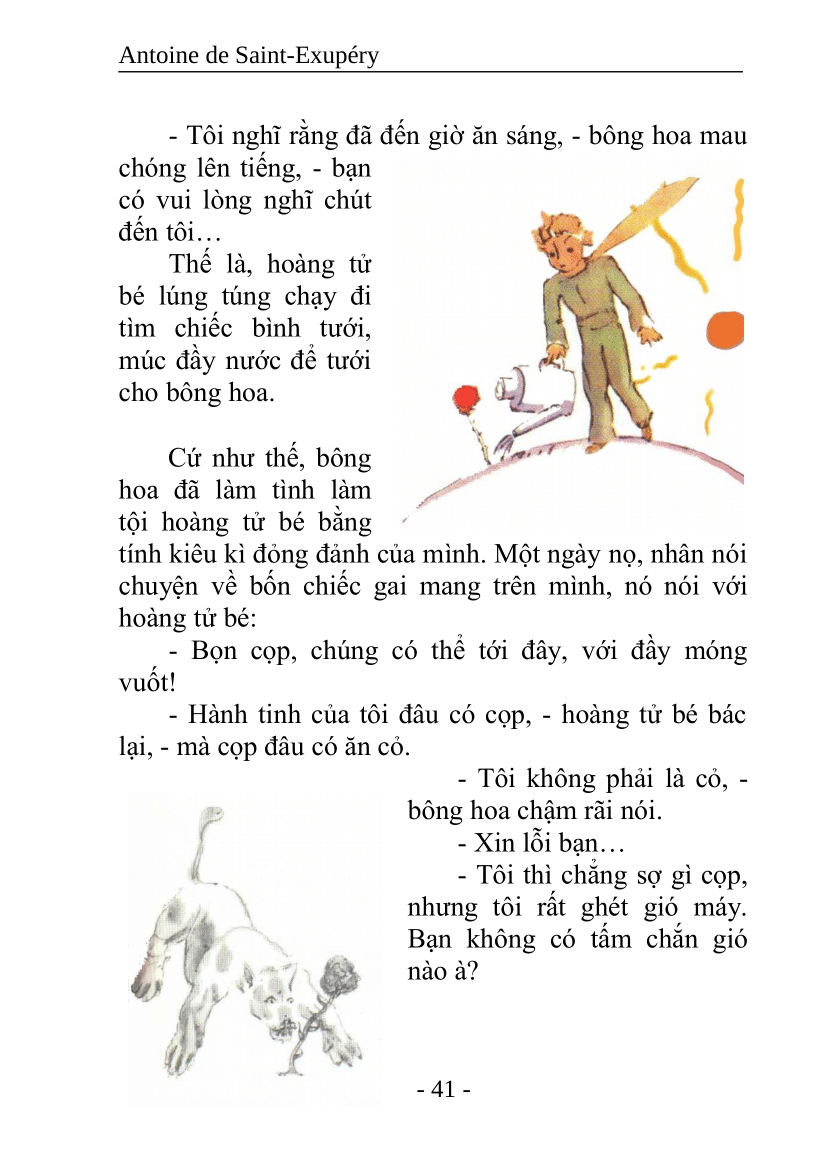 Antoine de Saint-Exupéry
- Tôi nghĩ rằng đã đến giờ ăn sáng, - bông hoa mau
chóng lên tiếng, - bạn
có vui lòng nghĩ chút
đến tôi…
Thế là, hoàng tử
bé lúng túng chạy đi
tìm chiếc bình tưới,
múc đầy nước để tưới
cho bông hoa.
Cứ như thế, bông
hoa đã làm tình làm
tội hoàng tử bé bằng
tính kiêu kì đỏng đảnh của mình. Một ngày nọ, nhân nói
chuyện về bốn chiếc gai mang trên mình, nó nói với
hoàng tử bé:
- Bọn cọp, chúng có thể tới đây, với đầy móng
vuốt!
- Hành tinh của tôi đâu có cọp, - hoàng tử bé bác
lại, - mà cọp đâu có ăn cỏ.
- Tôi không phải là cỏ, -
bông hoa chậm rãi nói.
- Xin lỗi bạn…
- Tôi thì chẳng sợ gì cọp,
nhưng tôi rất ghét gió máy.
Bạn không có tấm chắn gió
nào à?
- 41 -